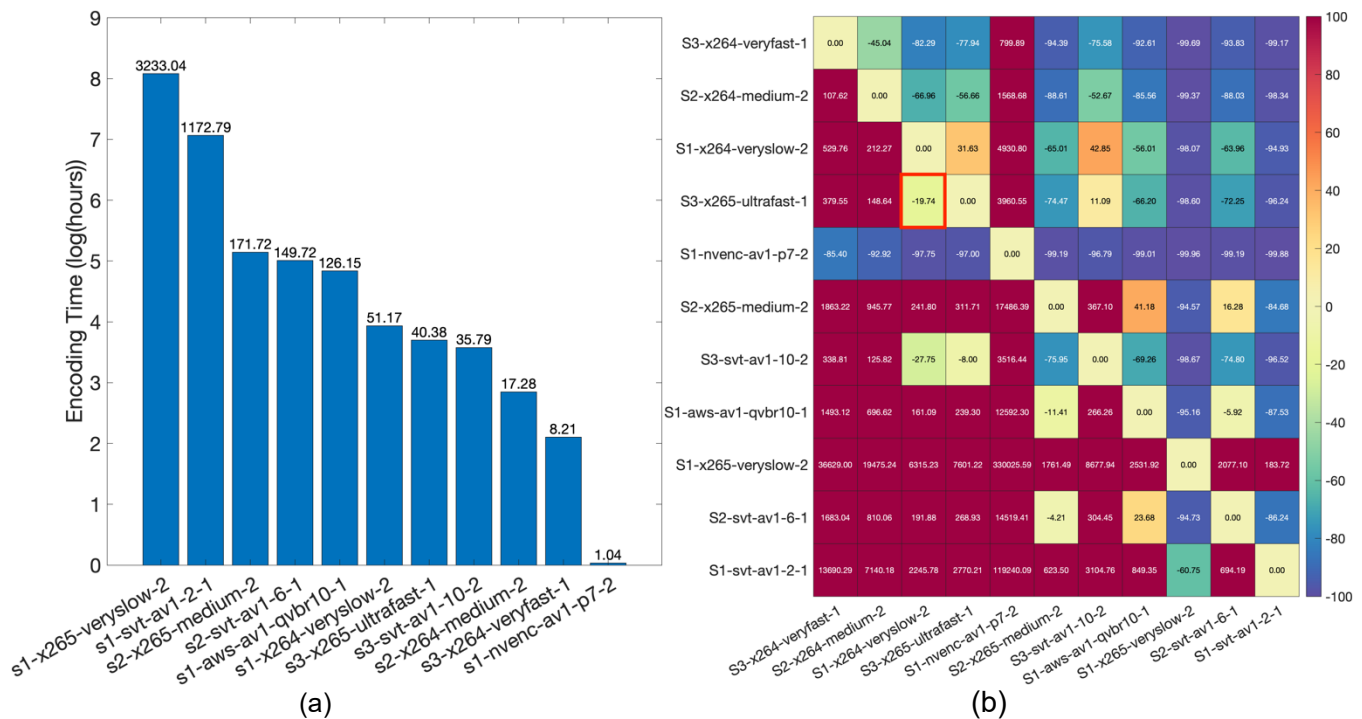 9
8
7
6
5
4
3
2
1
0
Encoding Time (log(hours))
3233.04
1172.79
171.72
149.72
126.15
51.17
40.38
35.79
17.28
8.21
1.04
s1-x265-veryslow-2
s1-svt-av1-2-1
s2-x265-medium-2
s2-svt-av1-6-1
s1-aws-av1-qvbr10-1
s1-x264-veryslow-2
s3-x265-ultrafast-1
s3-svt-av1-10-2
s2-x264-medium-2
s3-x264-veryfast-1
s1-nvenc-av1-p7-2
(a)
S3-x264-veryfast-1 0.00 -45.04 -82.29 -77.94 799.89 -94.39 -75.58 -92.61 -99.69 -93.83 -99.17
S2-x264-medium-2 107.62 0.00 -66.96 -56.66 1568.68 -88.61 -52.67 -85.56 -99.37 -88.03 -98.34
S1-x264-veryslow-2 529.76 212.27 0.00 31.63 4930.80 -65.01 42.85 -56.01 -98.07 -63.96 -94.93
S3-x265-ultrafast-1 379.55 148.64 -19.74 0.00 3960.55 -74.47 11.09 -66.20 -98.62 -72.25 -96.24
S1-nvenc-av1-p7-2 -85.40 -92.92 -97.75 -97.00 0.00 -99.19 -96.79 -99.01 -99.96 -99.19 -99.88
S2-x265-medium-2 1863.22 945.77 241.80 311.71 17486.39 0.00 367.10 41.18 -94.57 16.28 -84.68
S3-svt-av1-10-2 338.81 125.82 -27.75 -8.00 3516.44 -75.95 0.00 -69.26 -98.67 -74.80 -96.52
S1-aws-av1-qvbr10-1 1493.12 696.62 161.09 239.30 12592.30 -11.41 266.26 0.00 -95.16 -5.92 -87.53
S1-x265-veryslow-2 36629.00 19475.24 6315.23 7601.22 330025.59 1761.49 8677.94 2531.92 0.00 2077.10 183.72
S2-svt-av1-6-1 1683.04 810.06 191.88 268.93 14519.41 -4.21 304.45 23.68 -94.73 0.00 -86.24
S1-svt-av1-2-1 13690.29 7140.18 2245.78 2770.21 119240.09 623.50 3104.76 849.35 -60.75 694.19 0.00
S3-x264-veryfast-1
S2-x264-medium-2
S1-x264-veryslow-2
S3-x265-ultrafast-1
S1-nvenc-av1-p7-2
S2-x265-medium-2
S3-svt-av1-10-2
S1-aws-av1-qvbr10-1
S1-x265-veryslow-2
S2-svt-av1-6-1
S1-svt-av1-2-1
100
80
60
40
20
0
-20
-40
-60
-80
-100
(b)